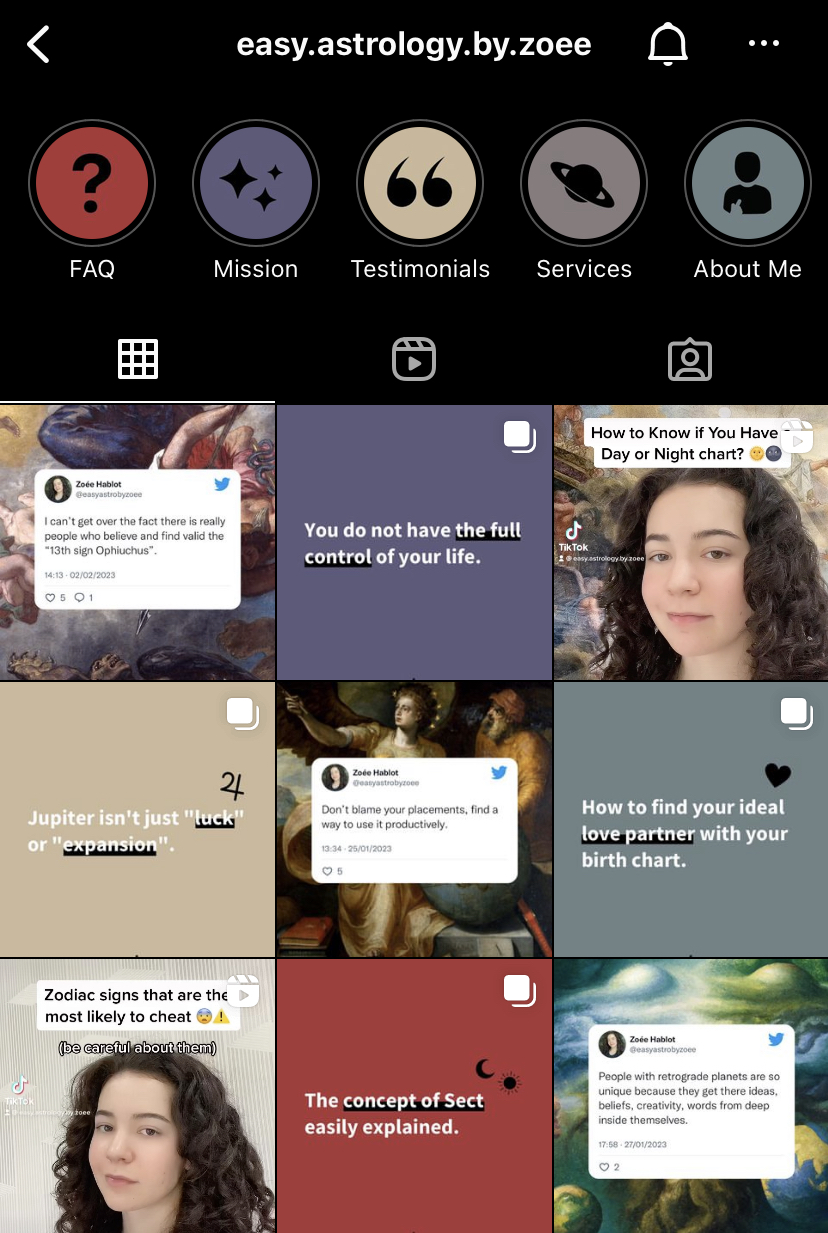 easy.astrology.by.zoee
?
FAQ
Mission
Testimonials
Services
About Me
Zoée Hablot
@easyastrobyzoee
I can't get over the fact there is really
people who believe and find valid the
"13th sign Ophiuchus".
14:13 · 02/02/2023
5 1
You do not have the full
control of your life.
How to Know if You Have
Day or Night chart? 🌝🌚
TikTok
@easy.astrology.by.zoee
Jupiter isn't just "luck"
or "expansion".
Zoée Hablot
@easyastrobyzoee
Don't blame your placements, find a
way to use it productively.
13:34 · 25/01/2023
5
How to find your ideal
love partner with your
birth chart.
Zodiac signs that are the
most likely to cheat 😨⚠️
(be careful about them)
TikTok
@easy.astrology.by.zoee
The concept of Sect
easily explained.
Zoée Hablot
@easyastrobyzoee
People with retrograde planets are so
unique because they get there ideas,
beliefs, creativity, words from deep
inside themselves.
17:58 · 27/01/2023
2